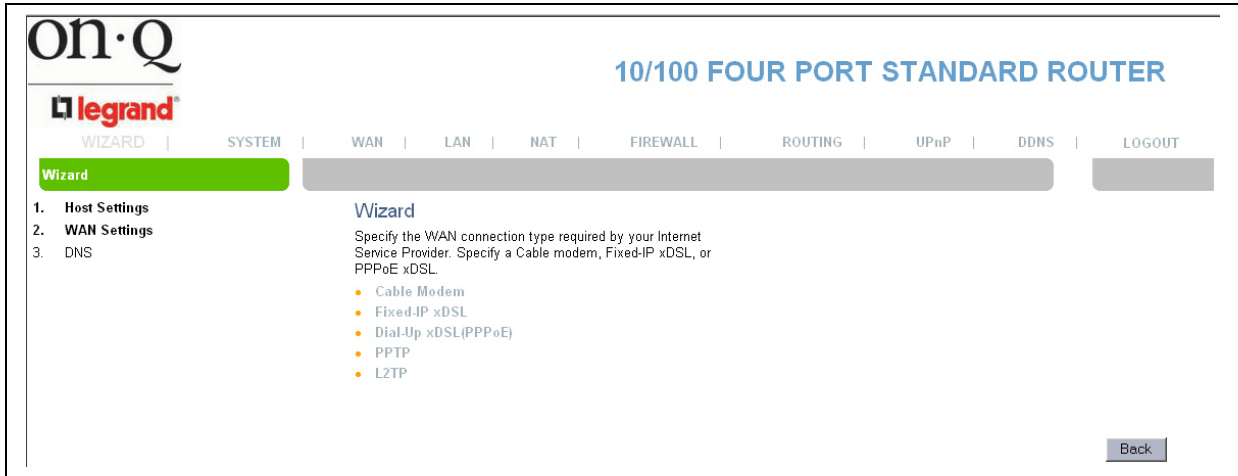 on·Q
10/100 FOUR PORT STANDARD ROUTER
legrand®
WIZARD | SYSTEM | WAN | LAN | NAT | FIREWALL | ROUTING | UPnP | DDNS | LOGOUT
Wizard
1. Host Settings
2. WAN Settings
3. DNS
Wizard
Specify the WAN connection type required by your Internet
Service Provider. Specify a Cable modem, Fixed-IP xDSL, or
PPPoE xDSL.
• Cable Modem
• Fixed-IP xDSL
• Dial-Up xDSL(PPPoE)
• PPTP
• L2TP
Back